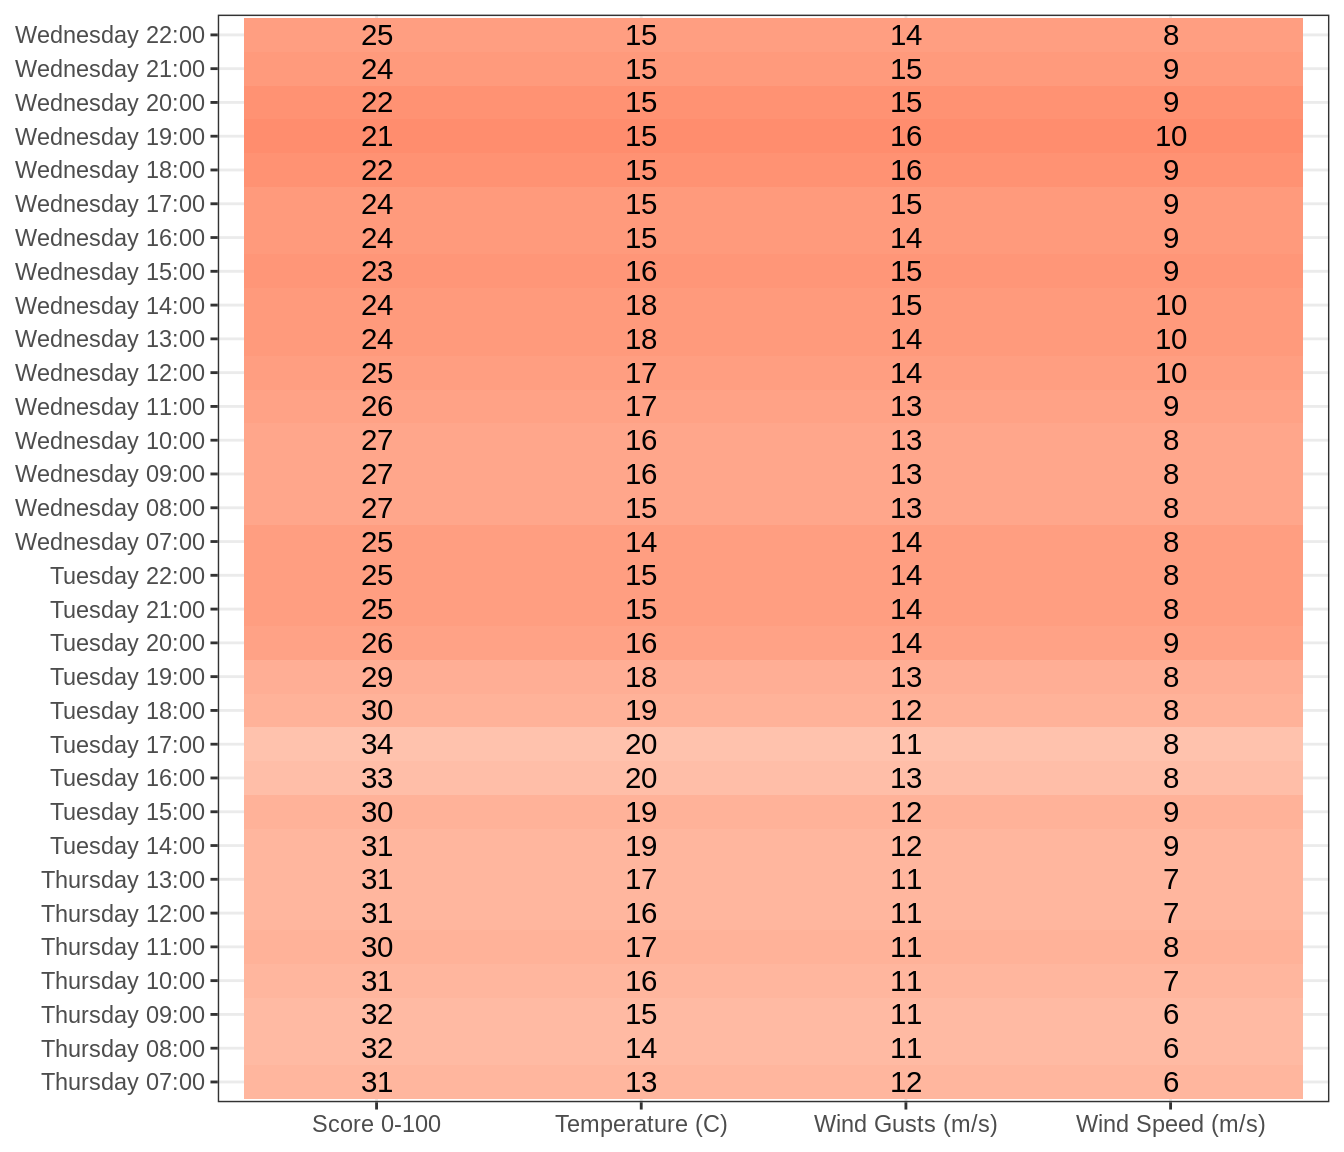 Wednesday 22:00 25 15 14 8
Wednesday 21:00 24 15 15 9
Wednesday 20:00 22 15 15 9
Wednesday 19:00 21 15 16 10
Wednesday 18:00 22 15 16 9
Wednesday 17:00 24 15 15 9
Wednesday 16:00 24 15 14 9
Wednesday 15:00 23 16 15 9
Wednesday 14:00 24 18 15 10
Wednesday 13:00 24 18 14 10
Wednesday 12:00 25 17 14 10
Wednesday 11:00 26 17 13 9
Wednesday 10:00 27 16 13 8
Wednesday 09:00 27 16 13 8
Wednesday 08:00 27 15 13 8
Wednesday 07:00 25 14 14 8
Tuesday 22:00 25 15 14 8
Tuesday 21:00 25 15 14 8
Tuesday 20:00 26 16 14 9
Tuesday 19:00 29 18 13 8
Tuesday 18:00 30 19 12 8
Tuesday 17:00 34 20 11 8
Tuesday 16:00 33 20 13 8
Tuesday 15:00 30 19 12 9
Tuesday 14:00 31 19 12 9
Thursday 13:00 31 17 11 7
Thursday 12:00 31 16 11 7
Thursday 11:00 30 17 11 8
Thursday 10:00 31 16 11 7
Thursday 09:00 32 15 11 6
Thursday 08:00 32 14 11 6
Thursday 07:00 31 13 12 6
Score 0-100 Temperature (C) Wind Gusts (m/s) Wind Speed (m/s)